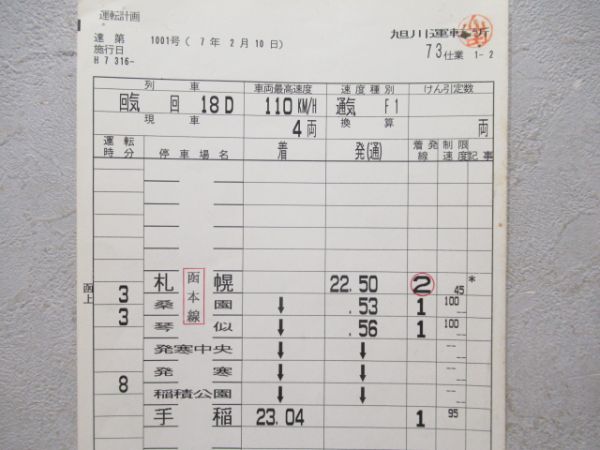 運転計画
達第 1001号 ( 7年 2月10日)
施行日
H 7 316-
旭川運転所
73仕業 1-2
列車 車両最高速度 速度種別 けん引定数
回気 回 18D 110KM/H 通気 F1
現車 4両 換算 両
運転時分 停車場名 着 発(通) 着発線 制限速度 記事
函本線
函上
札幌 22.50 2 45 *
3 桑園 ↓ .53 1 100 --
3 琴似 ↓ .56 1 100 --
発寒中央 ↓ ↓ -- --
発寒 ↓ ↓ -- --
8 稲積公園 ↓ ↓ -- --
手稲 23.04 1 95